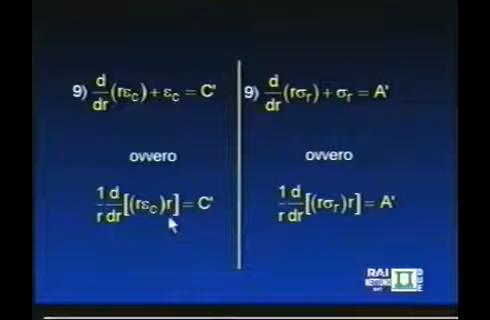 9) d/dr (rε_c) + ε_c = C'
ovvero
1/r d/dr [(rε_c)r] = C'
9) d/dr (rσ_r) + σ_r = A'
ovvero
1/r d/dr [(rσ_r)r] = A'
RAI